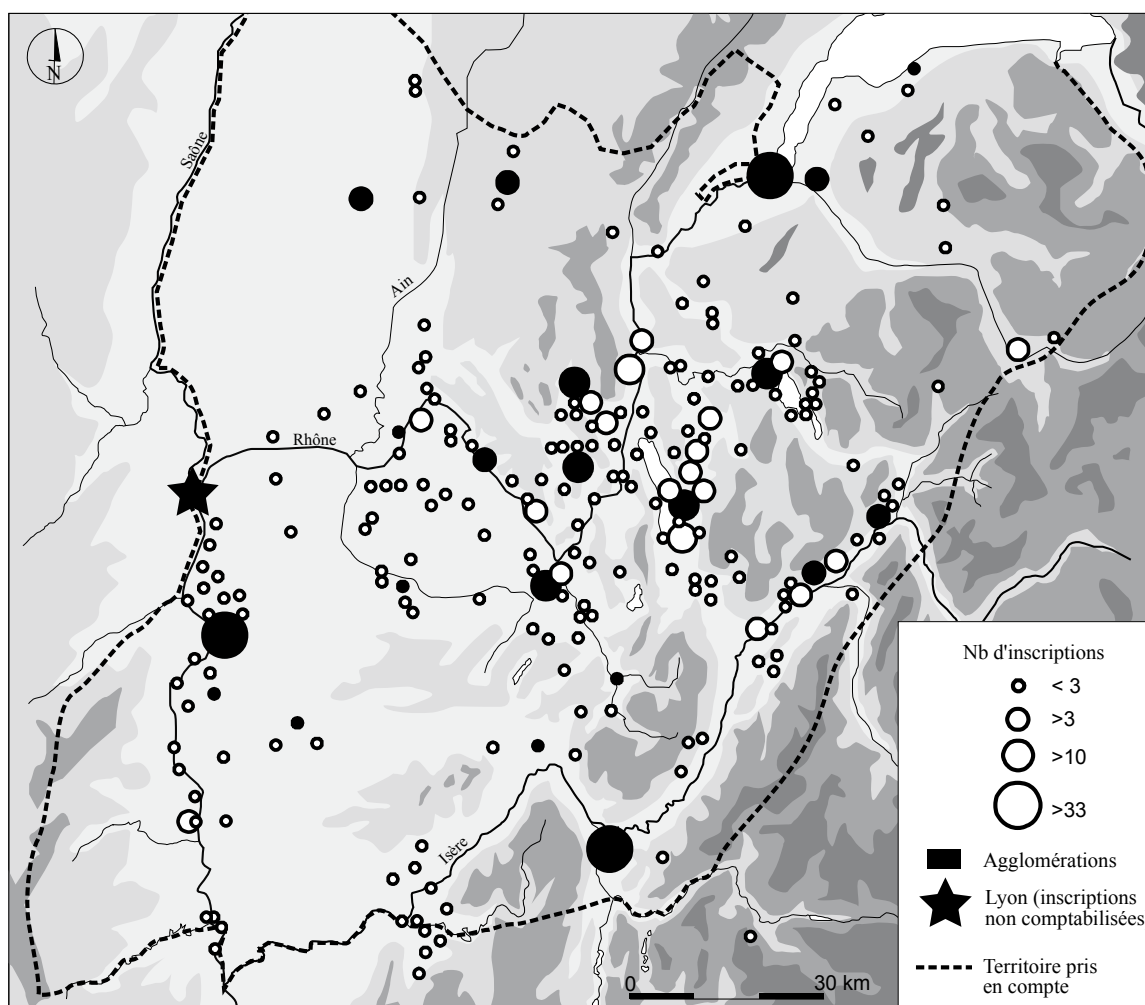 N
Saône
Ain
Rhône
Isère
Nb d'inscriptions
< 3
>3
>10
>33
Agglomérations
Lyon (inscriptions
non comptabilisées
Territoire pris
en compte
0 30 km